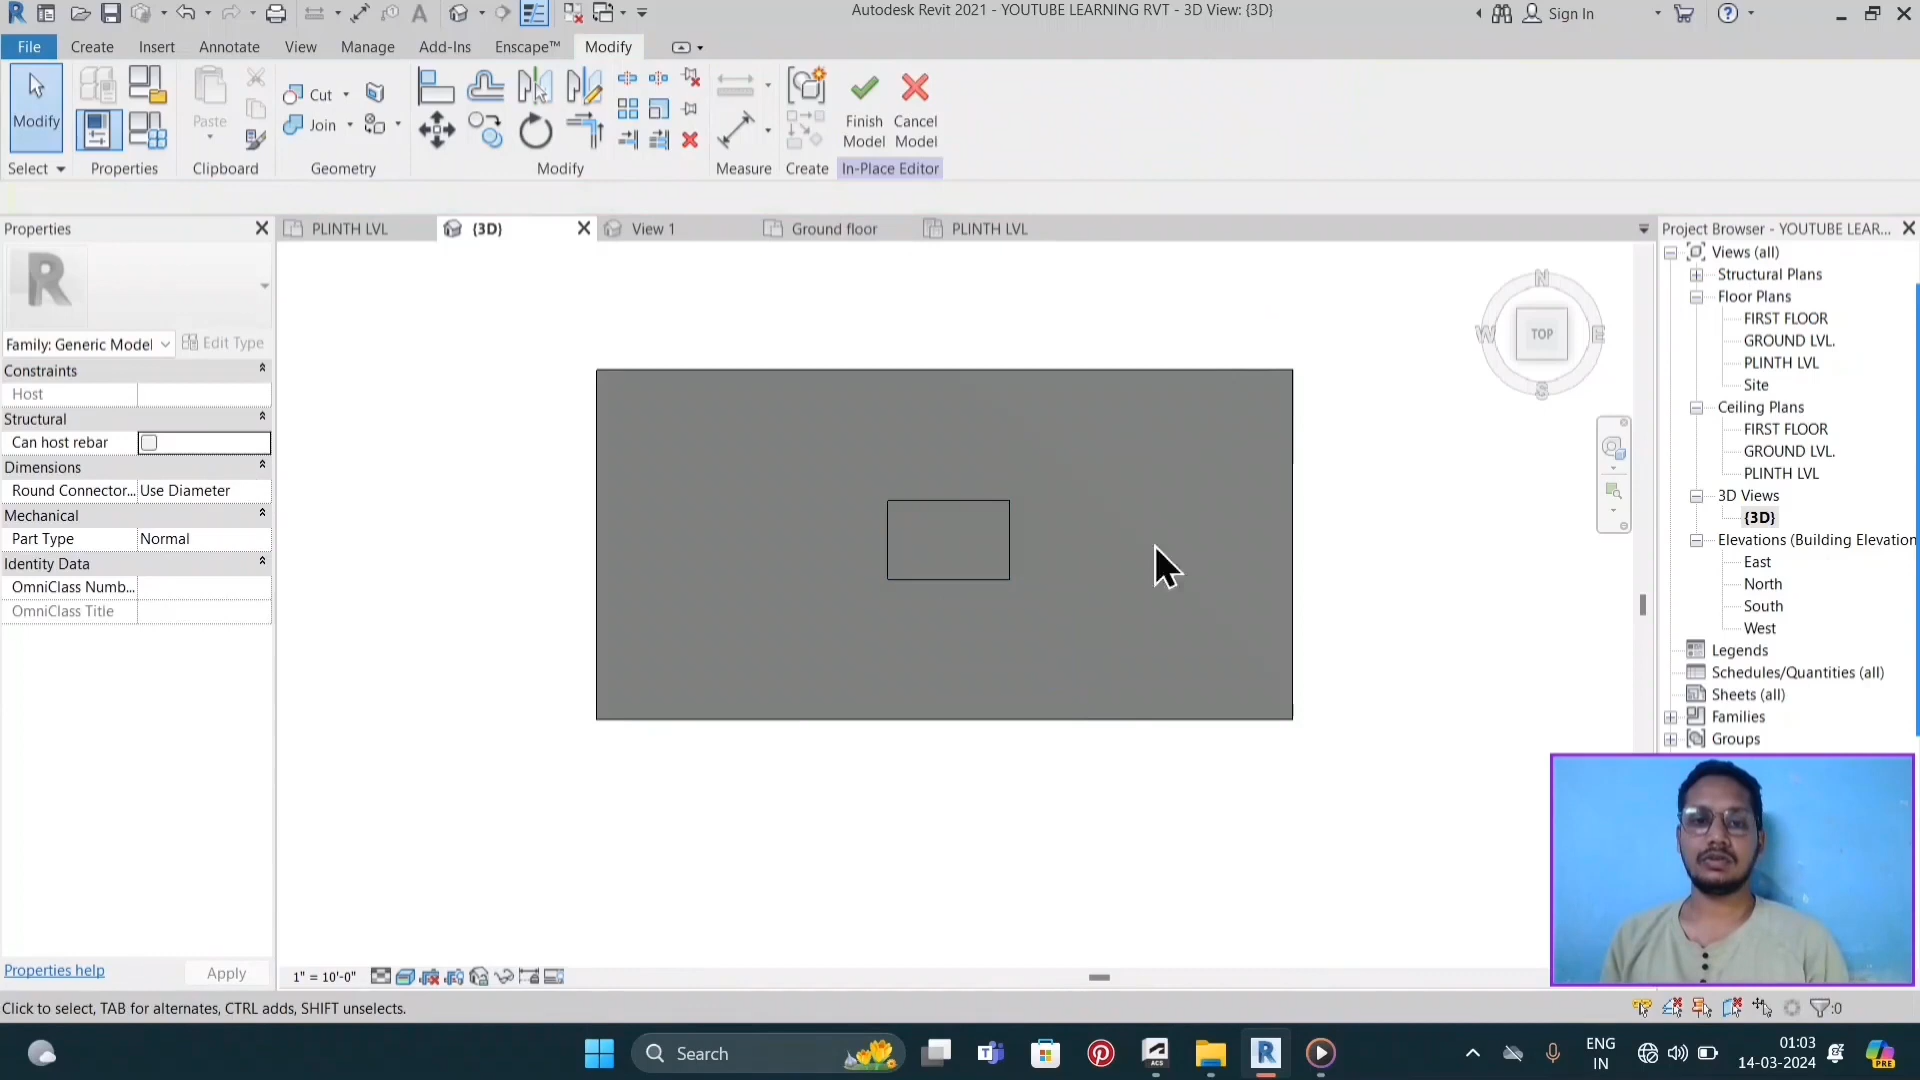 Autodesk Revit 2021 - YOUTUBE LEARNING RVT - 3D View: {3D}
Sign In
File Create Insert Annotate View Manage Add-Ins Enscape™ Modify
Modify
Paste
Cut
Join
Finish Model
Cancel Model
Select Properties Clipboard Geometry Modify Measure Create In-Place Editor
Properties
PLINTH LVL
{3D}
View 1
Ground floor
PLINTH LVL
Project Browser - YOUTUBE LEAR...
Family: Generic Model
Edit Type
Constraints
Host
Structural
Can host rebar
Dimensions
Round Connector... Use Diameter
Mechanical
Part Type Normal
Identity Data
OmniClass Numb...
OmniClass Title
Properties help
Apply
N
W
TOP
E
S
Views (all)
Structural Plans
Floor Plans
FIRST FLOOR
GROUND LVL.
PLINTH LVL
Site
Ceiling Plans
FIRST FLOOR
GROUND LVL.
PLINTH LVL
3D Views
{3D}
Elevations (Building Elevation
East
North
South
West
Legends
Schedules/Quantities (all)
Sheets (all)
Families
Groups
1" = 10'-0"
Click to select, TAB for alternates, CTRL adds, SHIFT unselects.
:0
Search
ACS
ENG
IN
01:03
14-03-2024
PRE